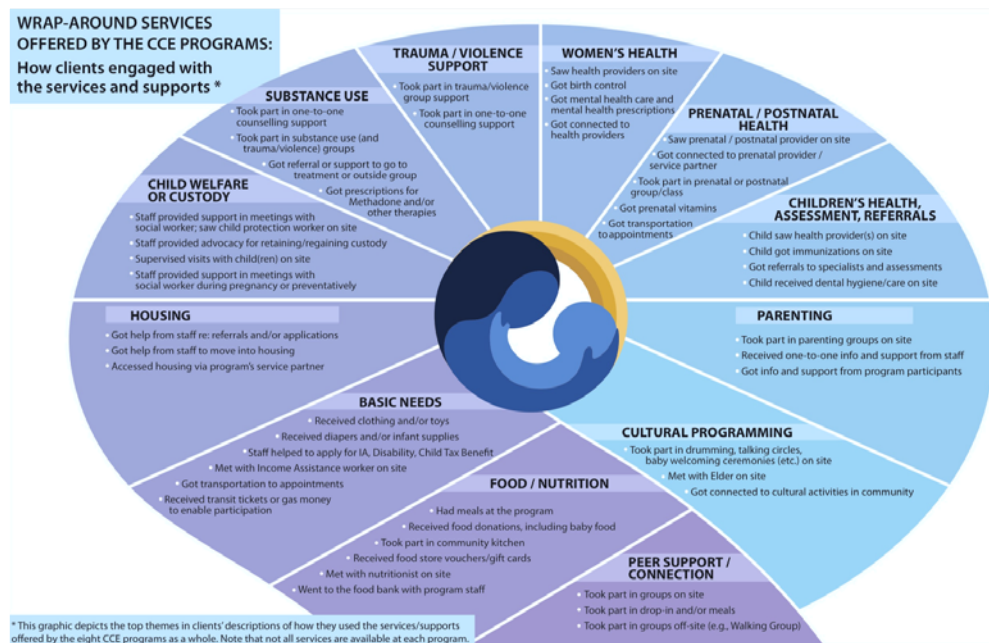 WRAP-AROUND SERVICES
OFFERED BY THE CCE PROGRAMS:
How clients engaged with
the services and supports *
TRAUMA / VIOLENCE
SUPPORT
• Took part in trauma/violence
group support
• Took part in one-to-one
counselling support
WOMEN'S HEALTH
• Saw health providers on site
• Got birth control
• Got mental health care and
mental health prescriptions
• Got connected to
health providers
SUBSTANCE USE
• Took part in one-to-one
counselling support
• Took part in substance use (and
trauma/violence) groups
• Got referral or support to go to
treatment or outside group
• Got prescriptions for
Methadone and/or
other therapies
PRENATAL / POSTNATAL
HEALTH
• Saw prenatal / postnatal provider on site
• Got connected to prenatal provider /
service partner
• Took part in prenatal or postnatal
group/class
• Got prenatal vitamins
• Got transportation
to appointments
CHILD WELFARE
OR CUSTODY
• Staff provided support in meetings with
social worker; saw child protection worker on site
• Staff provided advocacy for retaining/regaining custody
• Supervised visits with child(ren) on site
• Staff provided support in meetings with
social worker during pregnancy or preventatively
CHILDREN'S HEALTH,
ASSESSMENT, REFERRALS
• Child saw health provider(s) on site
• Child got immunizations on site
• Got referrals to specialists and assessments
• Child received dental hygiene/care on site
HOUSING
• Got help from staff re: referrals and/or applications
• Got help from staff to move into housing
• Accessed housing via program's service partner
PARENTING
• Took part in parenting groups on site
• Received one-to-one info and support from staff
• Got info and support from program participants
BASIC NEEDS
• Received clothing and/or toys
• Received diapers and/or infant supplies
• Staff helped to apply for IA, Disability, Child Tax Benefit
• Met with Income Assistance worker on site
• Got transportation to appointments
• Received transit tickets or gas money
to enable participation
CULTURAL PROGRAMMING
• Took part in drumming, talking circles,
baby welcoming ceremonies (etc.) on site
• Met with Elder on site
• Got connected to cultural activities in community
FOOD / NUTRITION
• Had meals at the program
• Received food donations, including baby food
• Took part in community kitchen
• Received food store vouchers/gift cards
• Met with nutritionist on site
• Went to the food bank with program staff
PEER SUPPORT /
CONNECTION
• Took part in groups on site
• Took part in drop-in and/or meals
• Took part in groups off-site (e.g., Walking Group)
* This graphic depicts the top themes in clients' descriptions of how they used the services/supports
offered by the eight CCE programs as a whole. Note that not all services are available at each program.